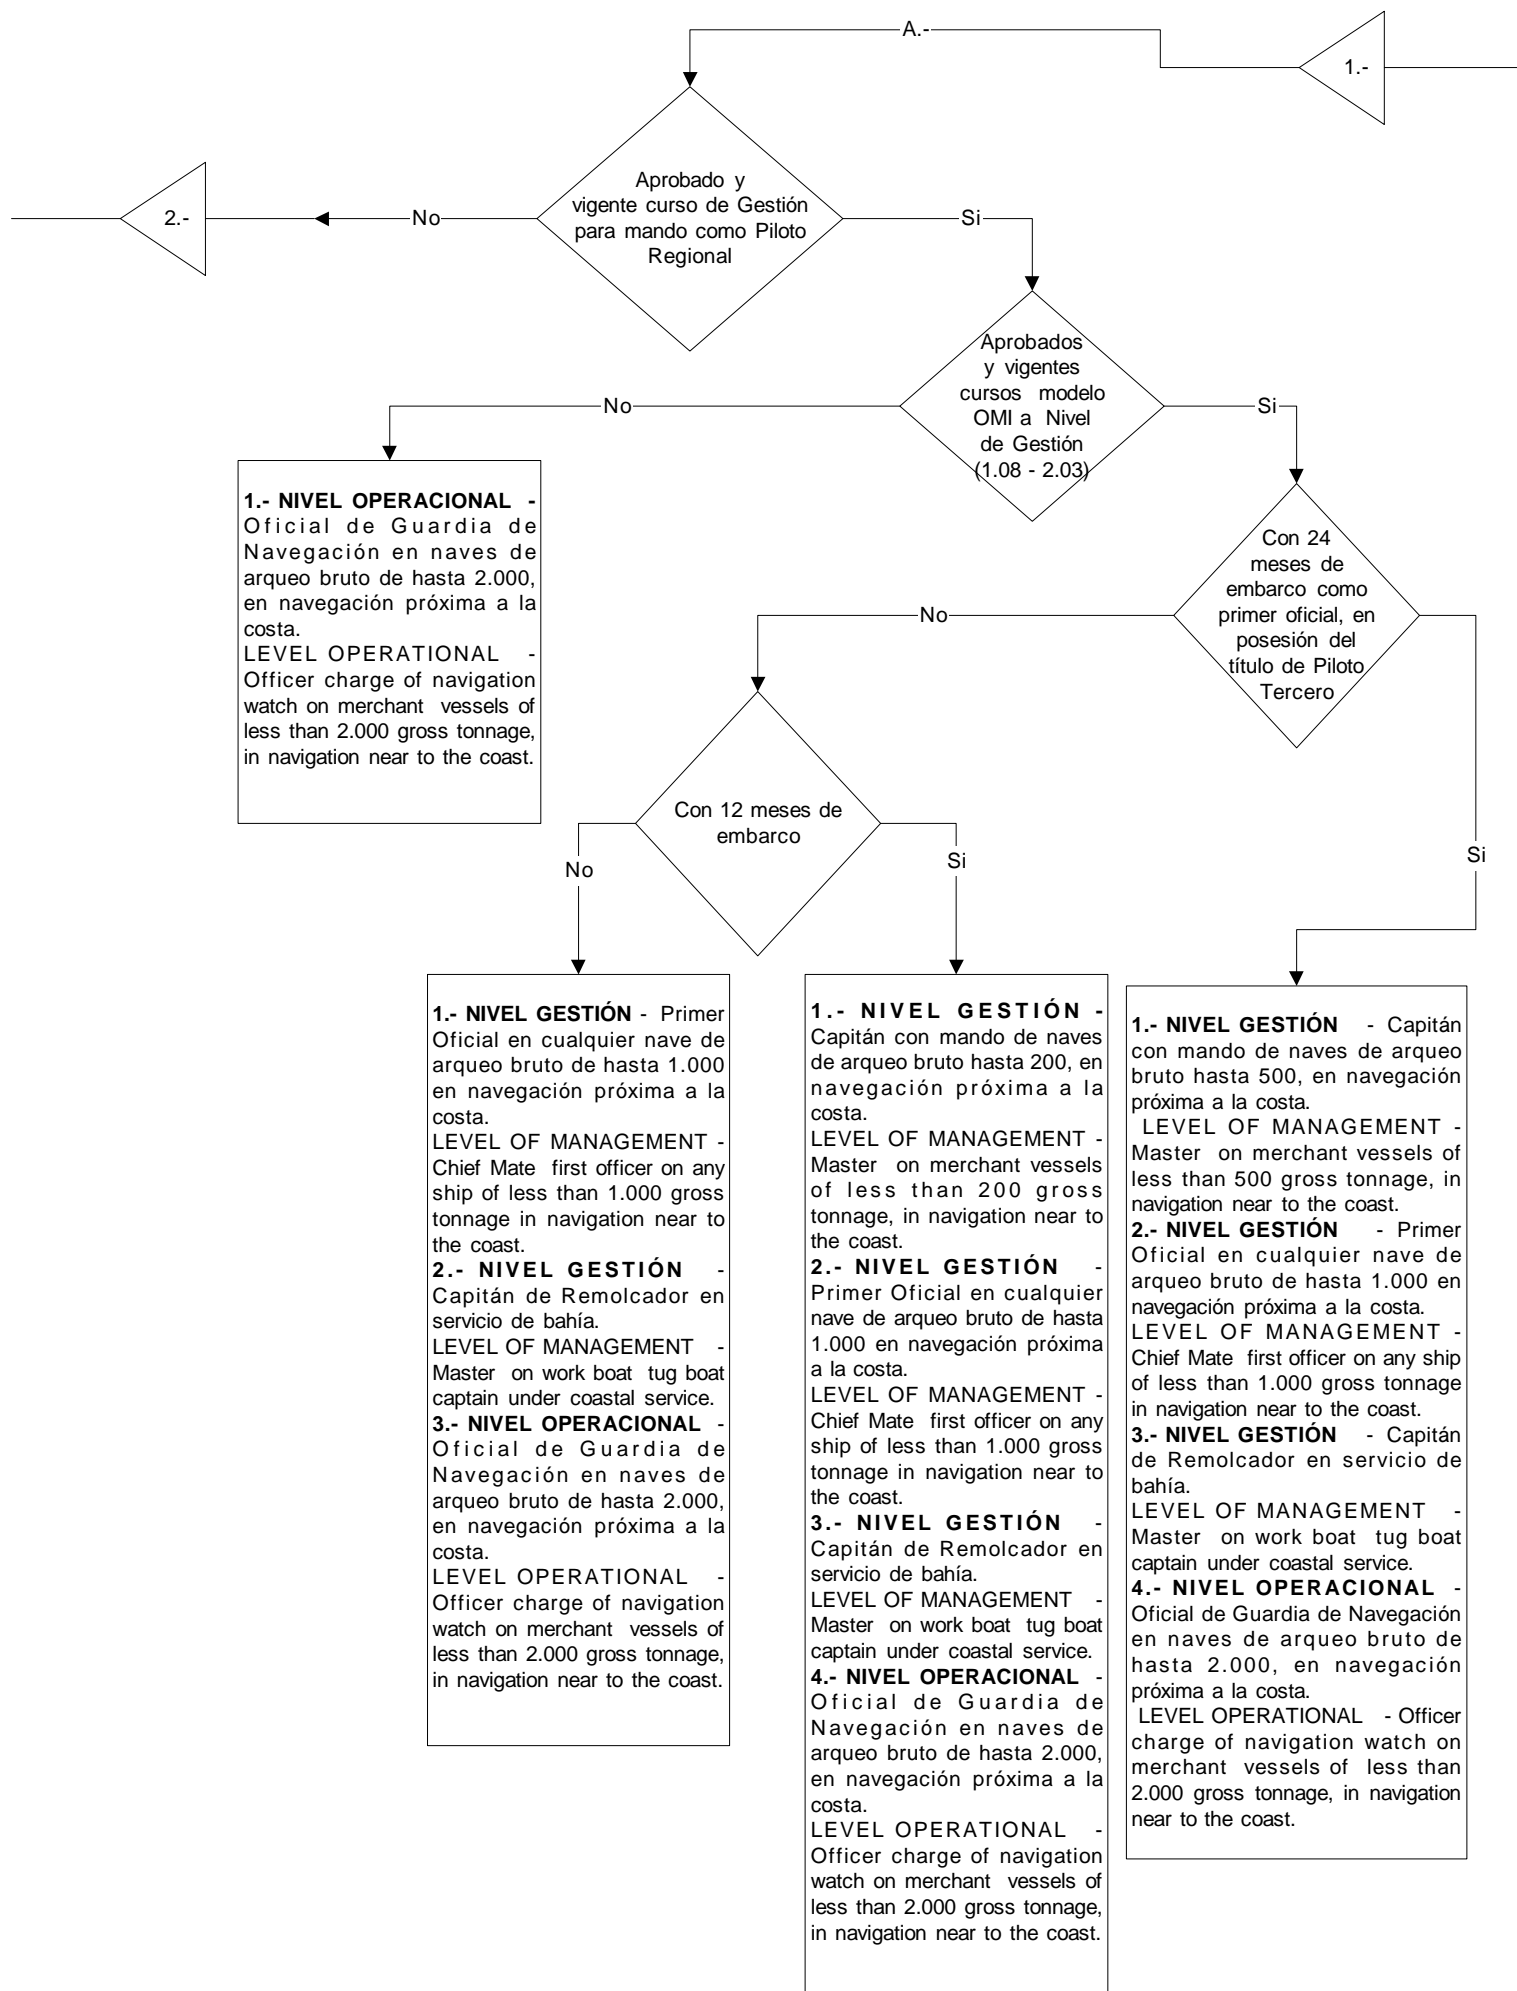 A.-
1.-
Aprobado y
vigente curso de Gestión
para mando como Piloto
Regional
2.-
No
Si
Aprobados
y vigentes
cursos modelo
OMI a Nivel
de Gestión
(1.08 - 2.03)
No
Si
1.- NIVEL OPERACIONAL -
Oficial de Guardia de
Navegación en naves de
arqueo bruto de hasta 2.000,
en navegación próxima a la
costa.
LEVEL OPERATIONAL -
Officer charge of navigation
watch on merchant vessels of
less than 2.000 gross tonnage,
in navigation near to the coast.
Con 24
meses de
embarco como
primer oficial, en
posesión del
título de Piloto
Tercero
No
Si
Con 12 meses de
embarco
No
Si
1.- NIVEL GESTIÓN - Primer
Oficial en cualquier nave de
arqueo bruto de hasta 1.000
en navegación próxima a la
costa.
LEVEL OF MANAGEMENT -
Chief Mate first officer on any
ship of less than 1.000 gross
tonnage in navigation near to
the coast.
2.- NIVEL GESTIÓN -
Capitán de Remolcador en
servicio de bahía.
LEVEL OF MANAGEMENT -
Master on work boat tug boat
captain under coastal service.
3.- NIVEL OPERACIONAL -
Oficial de Guardia de
Navegación en naves de
arqueo bruto de hasta 2.000,
en navegación próxima a la
costa.
LEVEL OPERATIONAL -
Officer charge of navigation
watch on merchant vessels of
less than 2.000 gross tonnage,
in navigation near to the coast.
1.- NIVEL GESTIÓN -
Capitán con mando de naves
de arqueo bruto hasta 200, en
navegación próxima a la
costa.
LEVEL OF MANAGEMENT -
Master on merchant vessels
of less than 200 gross
tonnage, in navigation near to
the coast.
2.- NIVEL GESTIÓN -
Primer Oficial en cualquier
nave de arqueo bruto de hasta
1.000 en navegación próxima
a la costa.
LEVEL OF MANAGEMENT -
Chief Mate first officer on any
ship of less than 1.000 gross
tonnage in navigation near to
the coast.
3.- NIVEL GESTIÓN -
Capitán de Remolcador en
servicio de bahía.
LEVEL OF MANAGEMENT -
Master on work boat tug boat
captain under coastal service.
4.- NIVEL OPERACIONAL -
Oficial de Guardia de
Navegación en naves de
arqueo bruto de hasta 2.000,
en navegación próxima a la
costa.
LEVEL OPERATIONAL -
Officer charge of navigation
watch on merchant vessels of
less than 2.000 gross tonnage,
in navigation near to the coast.
1.- NIVEL GESTIÓN - Capitán
con mando de naves de arqueo
bruto hasta 500, en navegación
próxima a la costa.
LEVEL OF MANAGEMENT -
Master on merchant vessels of
less than 500 gross tonnage, in
navigation near to the coast.
2.- NIVEL GESTIÓN - Primer
Oficial en cualquier nave de
arqueo bruto de hasta 1.000 en
navegación próxima a la costa.
LEVEL OF MANAGEMENT -
Chief Mate first officer on any ship
of less than 1.000 gross tonnage
in navigation near to the coast.
3.- NIVEL GESTIÓN - Capitán
de Remolcador en servicio de
bahía.
LEVEL OF MANAGEMENT -
Master on work boat tug boat
captain under coastal service.
4.- NIVEL OPERACIONAL -
Oficial de Guardia de Navegación
en naves de arqueo bruto de
hasta 2.000, en navegación
próxima a la costa.
LEVEL OPERATIONAL - Officer
charge of navigation watch on
merchant vessels of less than
2.000 gross tonnage, in navigation
near to the coast.